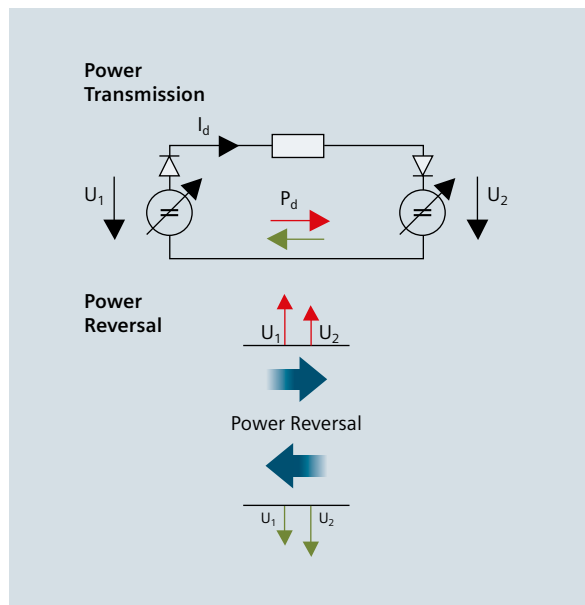 Power
Transmission
I_d
U_1
P_d
U_2
Power
Reversal
U_1 U_2
Power Reversal
U_1 U_2